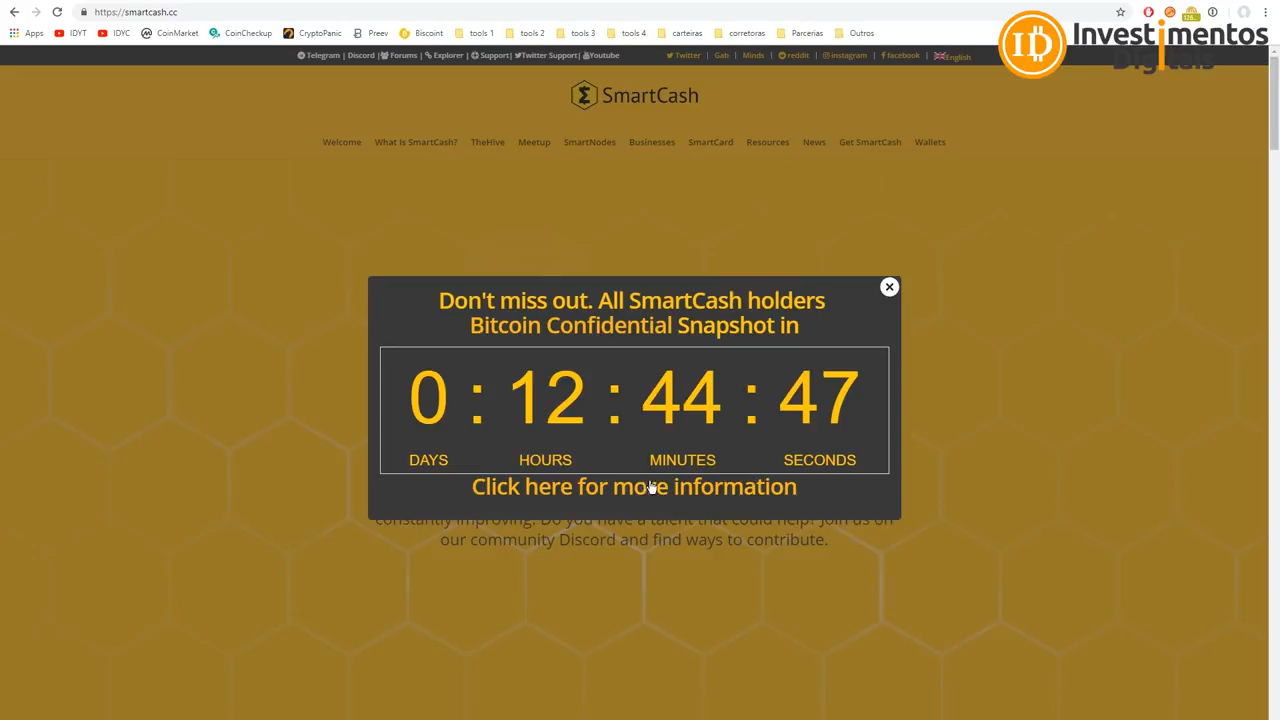 https://smartcash.cc
Apps IDYT IDYC CoinMarket CoinCheckup CryptoPanic Preev Biscoint tools 1 tools 2 tools 3 tools 4 carteiras corretoras Parcerias Outros
Investimentos
Digitais
Telegram | Discord | Forums | Explorer | Support | Twitter Support | Youtube
Twitter | Gab | Minds | reddit | instagram | facebook | English
SmartCash
Welcome What Is SmartCash? TheHive Meetup SmartNodes Businesses SmartCard Resources News Get SmartCash Wallets
Don't miss out. All SmartCash holders
Bitcoin Confidential Snapshot in
0 : 12 : 44 : 47
DAYS HOURS MINUTES SECONDS
Click here for more information
constantly improving. Do you have a talent that could help? Join us on
our community Discord and find ways to contribute.